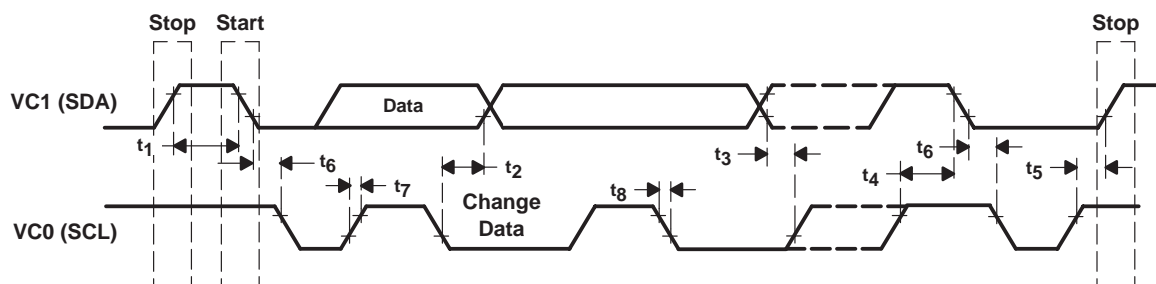 Stop Start Stop
VC1 (SDA)
Data
t1 t6 t7 t2 t3 t8 t4 t6 t5
Change
Data
VC0 (SCL)